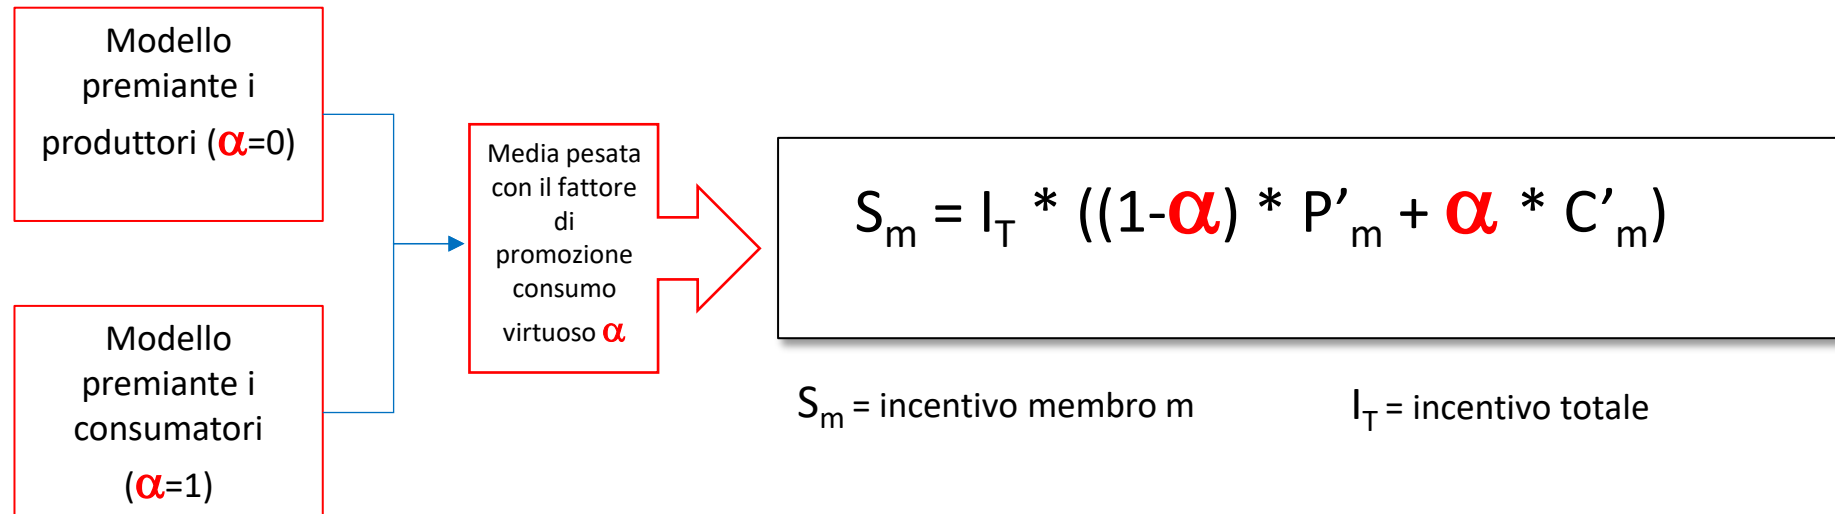 Modello
premiante i
produttori (α=0)
Modello
premiante i
consumatori
(α=1)
Media pesata
con il fattore
di
promozione
consumo
virtuoso α
Sm = IT * ((1-α) * P’m + α * C’m)
Sm = incentivo membro m
IT = incentivo totale